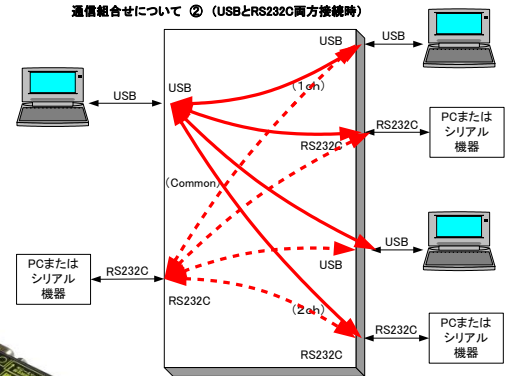 通信組合せについて ② (USBとRS232C両方接続時)
USB
USB
USB
USB
(1ch)
RS232C
RS232C
PCまたは
シリアル
機器
(Common)
USB
USB
PCまたは
シリアル
機器
RS232C
RS232C
(2ch)
RS232C
RS232C
PCまたは
シリアル
機器